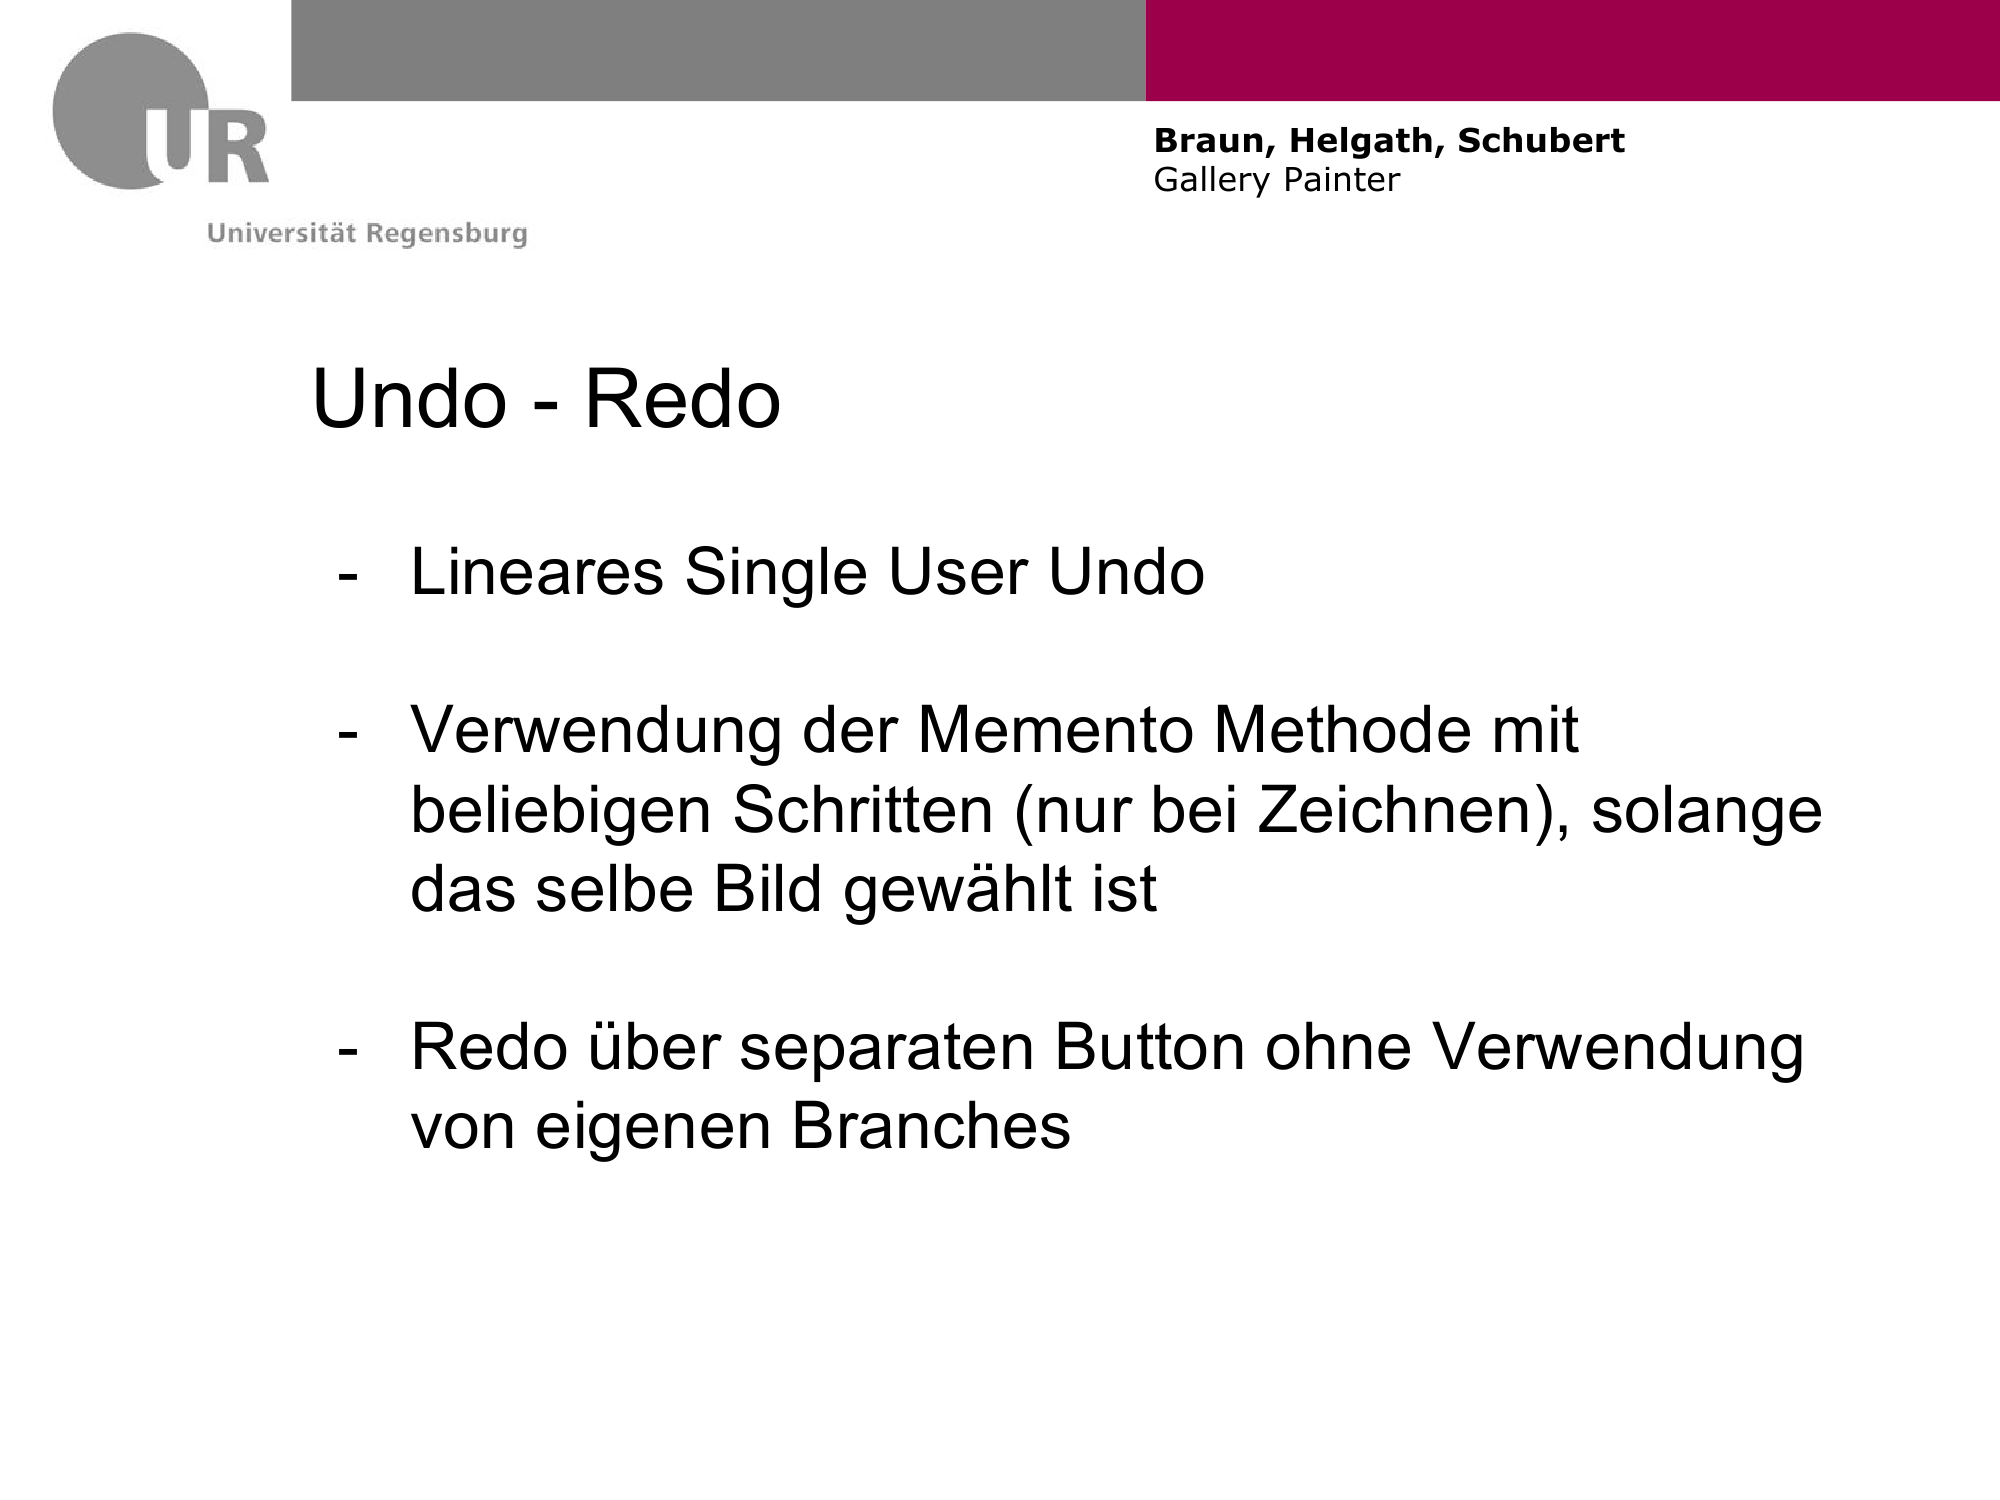 UR
Universität Regensburg
Braun, Helgath, Schubert
Gallery Painter
Undo - Redo
- Lineares Single User Undo
- Verwendung der Memento Methode mit
beliebigen Schritten (nur bei Zeichnen), solange
das selbe Bild gewählt ist
- Redo über separaten Button ohne Verwendung
von eigenen Branches